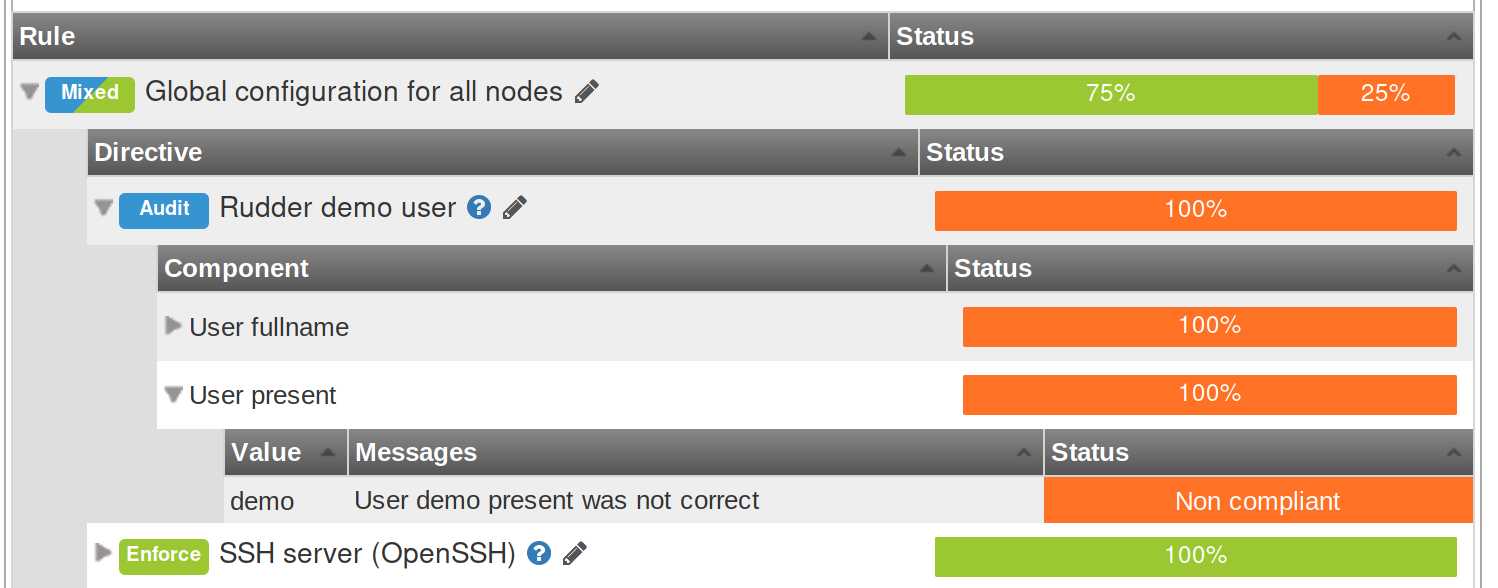 Rule Status
Mixed Global configuration for all nodes 75% 25%
Directive Status
Audit Rudder demo user ? 100%
Component Status
User fullname 100%
User present 100%
Value Messages Status
demo User demo present was not correct Non compliant
Enforce SSH server (OpenSSH) ? 100%